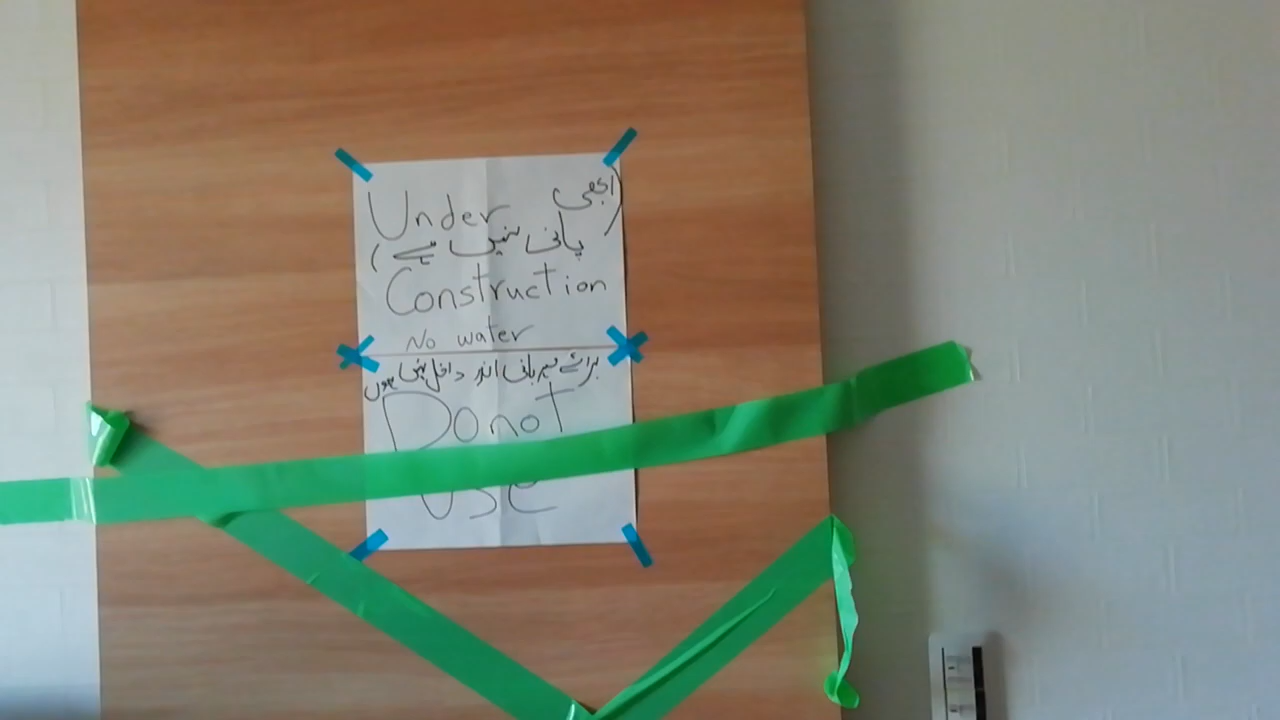 Under (ابھی
پانی نہیں ہے)
Construction
No water
برائے مہربانی اندر داخل نہیں ہوں
Do not
USE